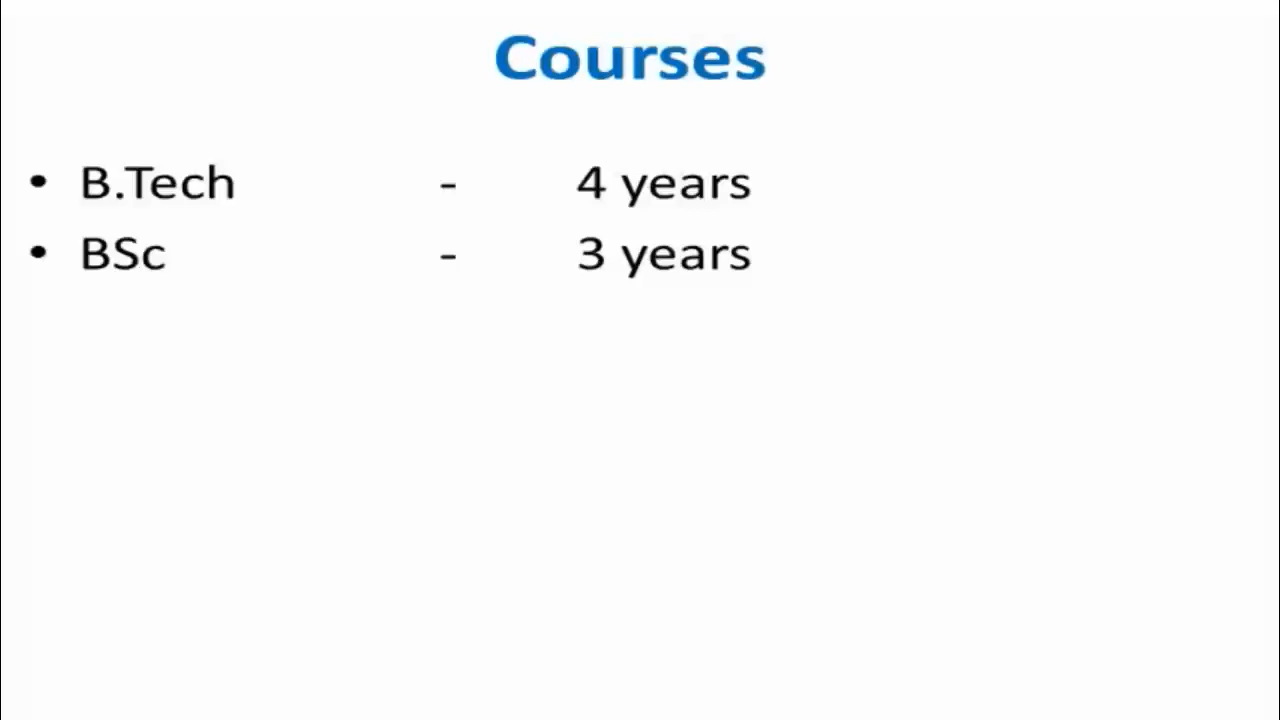 Courses
• B.Tech - 4 years
• BSc - 3 years